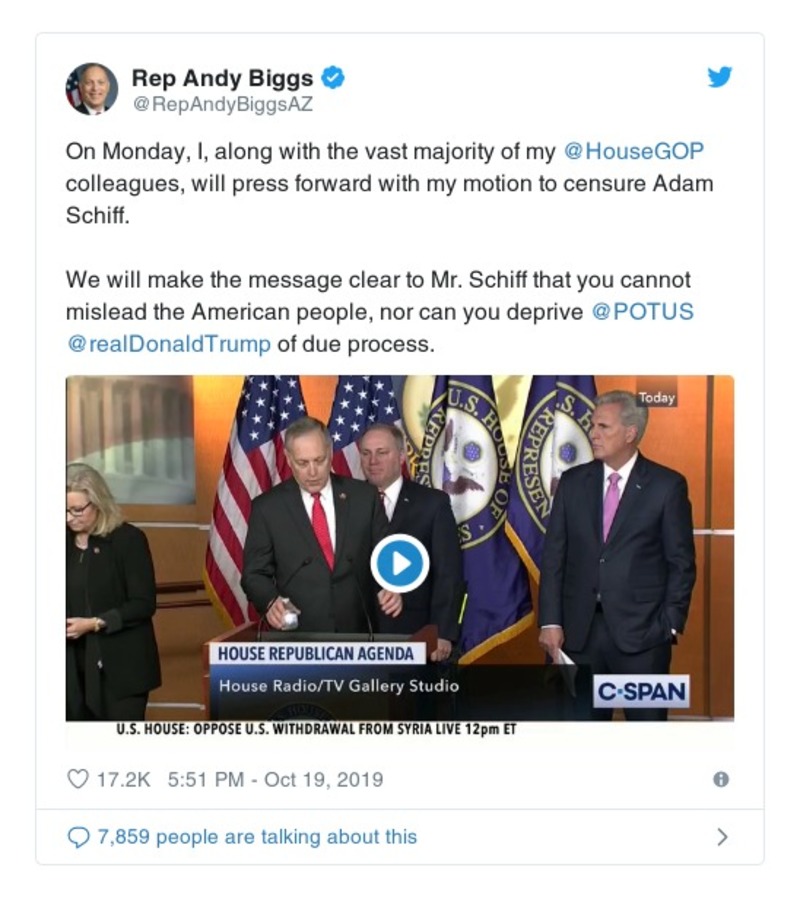 Rep Andy Biggs
@RepAndyBiggsAZ
On Monday, I, along with the vast majority of my @HouseGOP
colleagues, will press forward with my motion to censure Adam
Schiff.
We will make the message clear to Mr. Schiff that you cannot
mislead the American people, nor can you deprive @POTUS
@realDonaldTrump of due process.
Today
U.S. HOUSE OF
REPRESEN
HOUSE REPUBLICAN AGENDA
House Radio/TV Gallery Studio
C-SPAN
U.S. HOUSE: OPPOSE U.S. WITHDRAWAL FROM SYRIA LIVE 12pm ET
17.2K 5:51 PM - Oct 19, 2019
7,859 people are talking about this